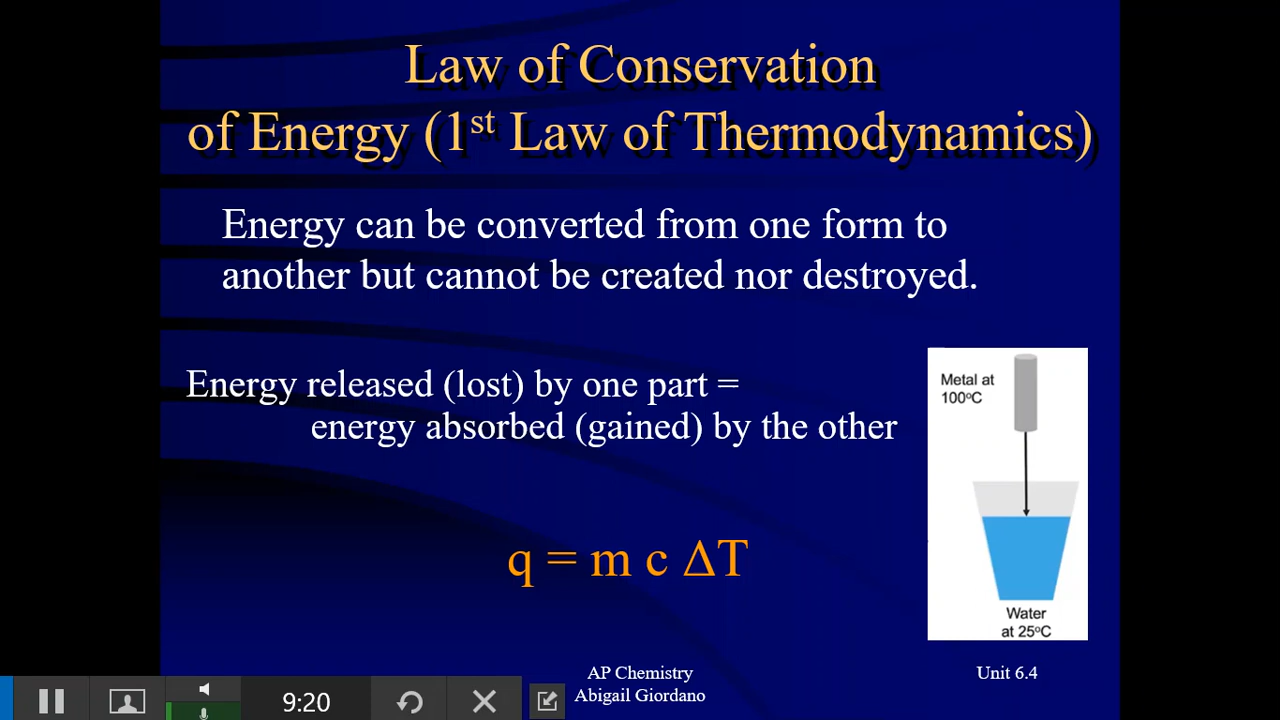 Law of Conservation
of Energy (1st Law of Thermodynamics)
Energy can be converted from one form to
another but cannot be created nor destroyed.
Energy released (lost) by one part =
energy absorbed (gained) by the other
Metal at
100°C
q = m c ΔT
Water
at 25°C
AP Chemistry
Abigail Giordano
Unit 6.4
9:20